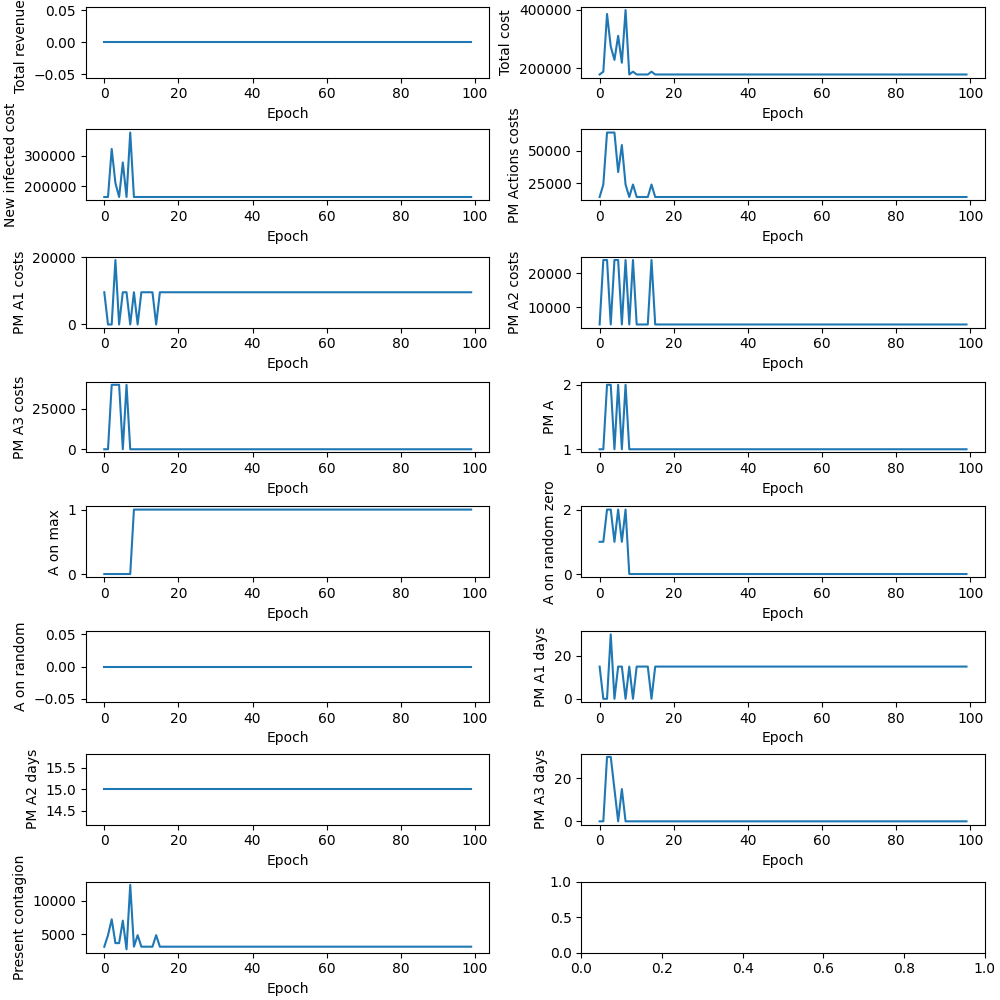 Total revenue
0.05
0.00
−0.05
0 20 40 60 80 100
Epoch
Total cost
400000
200000
0 20 40 60 80 100
Epoch
New infected cost
300000
200000
0 20 40 60 80 100
Epoch
PM Actions costs
50000
25000
0 20 40 60 80 100
Epoch
PM A1 costs
20000
0
0 20 40 60 80 100
Epoch
PM A2 costs
20000
10000
0 20 40 60 80 100
Epoch
PM A3 costs
25000
0
0 20 40 60 80 100
Epoch
PM A
2
1
0 20 40 60 80 100
Epoch
A on max
1
0
0 20 40 60 80 100
Epoch
A on random zero
2
0
0 20 40 60 80 100
Epoch
A on random
0.05
0.00
−0.05
0 20 40 60 80 100
Epoch
PM A1 days
20
0
0 20 40 60 80 100
Epoch
PM A2 days
15.5
15.0
14.5
0 20 40 60 80 100
Epoch
PM A3 days
20
0
0 20 40 60 80 100
Epoch
Present contagion
10000
5000
0 20 40 60 80 100
Epoch
1.0
0.5
0.0
0.0 0.2 0.4 0.6 0.8 1.0